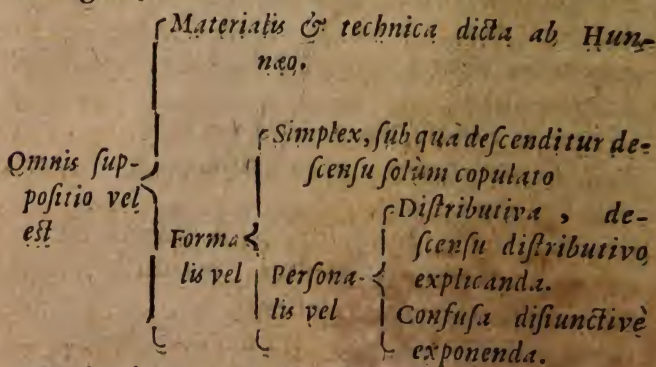 Materialis & technica dicta ab Hun-
næo.
Simplex, sub quà descenditur de-
scensu solùm copulato
Omnis sup-
positio vel
est
Distributiva, de-
scensu distributivo
explicanda.
Forma
lis vel
Persona-
lis vel
Confusa disiunctivè
exponenda.